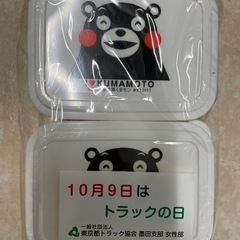 KUMAMOTO
10月9日は
トラックの日
一般社団法人
東京都トラック協会 墨田支部 女性部